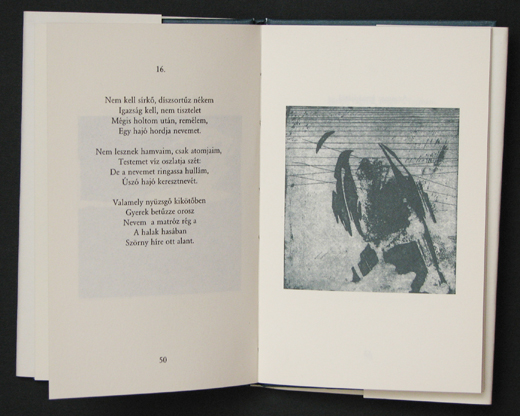 16.
Nem kell sírkő, díszsortűz nékem
Igazság kell, nem tisztelet
Mégis holtom után, remélem,
Egy hajó hordja nevemet.
Nem lesznek hamvaim, csak atomjaim,
Testemet víz oszlatja szét:
De a nevemet ringassa hullám,
Úszó hajó keresztnevét.
Valamely nyüzsgő kikötőben
Gyerek betűzze orosz
Nevem a matróz rég a
A halak hasában
Szörny híre ott alant.
50